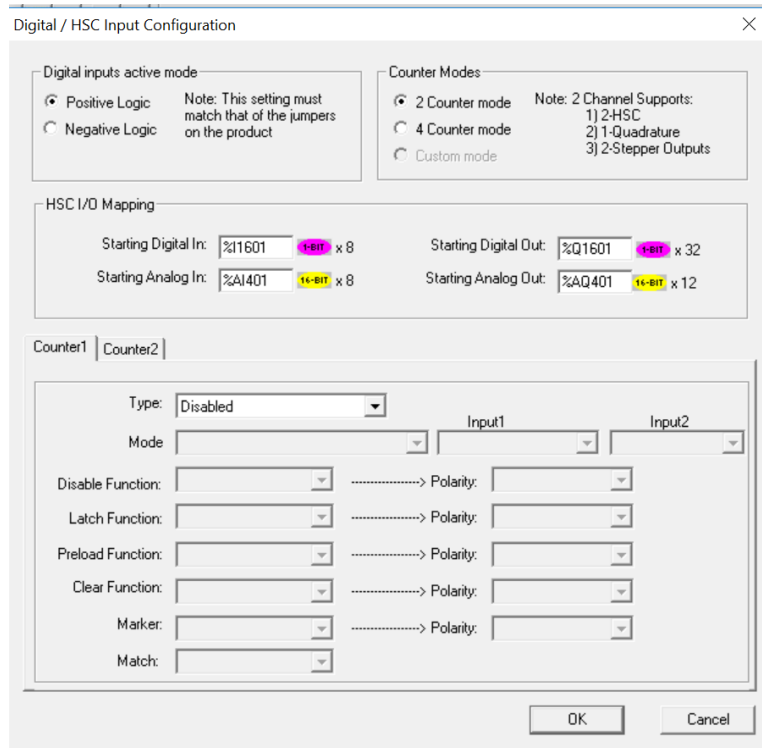 Digital / HSC Input Configuration
Digital inputs active mode
Positive Logic
Negative Logic
Note: This setting must
match that of the jumpers
on the product
Counter Modes
2 Counter mode
4 Counter mode
Custom mode
Note: 2 Channel Supports:
1) 2-HSC
2) 1-Quadrature
3) 2-Stepper Outputs
HSC I/O Mapping
Starting Digital In: %I1601 1-BIT x 8
Starting Digital Out: %Q1601 1-BIT x 32
Starting Analog In: %AI401 16-BIT x 8
Starting Analog Out: %AQ401 16-BIT x 12
Counter1 Counter2
Type: Disabled
Input1 Input2
Mode
Disable Function: -----------------> Polarity:
Latch Function: -----------------> Polarity:
Preload Function: -----------------> Polarity:
Clear Function: -----------------> Polarity:
Marker: -----------------> Polarity:
Match:
OK Cancel